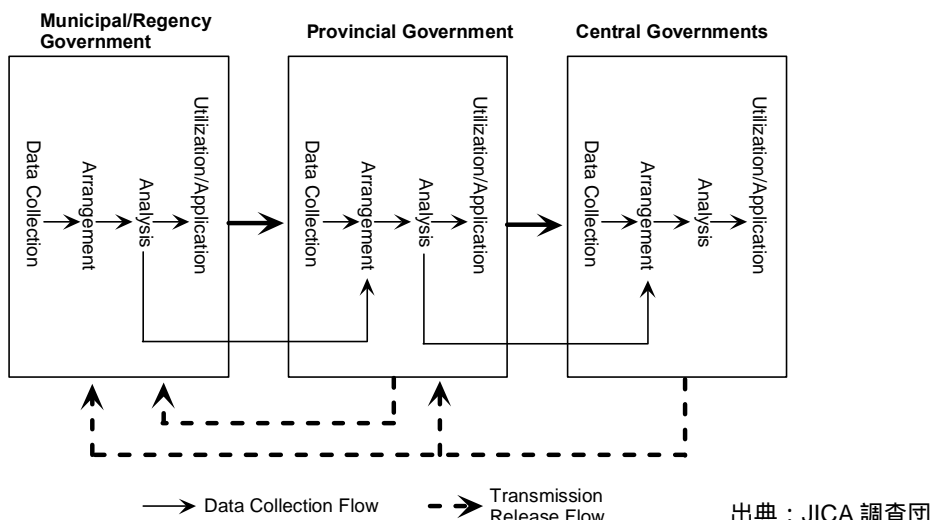 Municipal/Regency
Government
Provincial Government
Central Governments
Data Collection
Arrangement
Analysis
Utilization/Application
Data Collection
Arrangement
Analysis
Utilization/Application
Data Collection
Arrangement
Analysis
Utilization/Application
Data Collection Flow
Transmission
Release Flow
出典：JICA 調査団